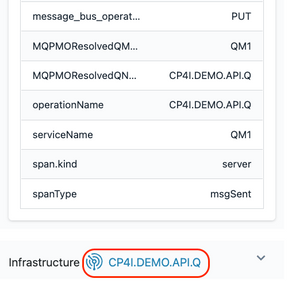 message_bus_operat... PUT
MQPMOResolvedQM... QM1
MQPMOResolvedQN... CP4I.DEMO.API.Q
operationName CP4I.DEMO.API.Q
serviceName QM1
span.kind server
spanType msgSent
Infrastructure CP4I.DEMO.API.Q